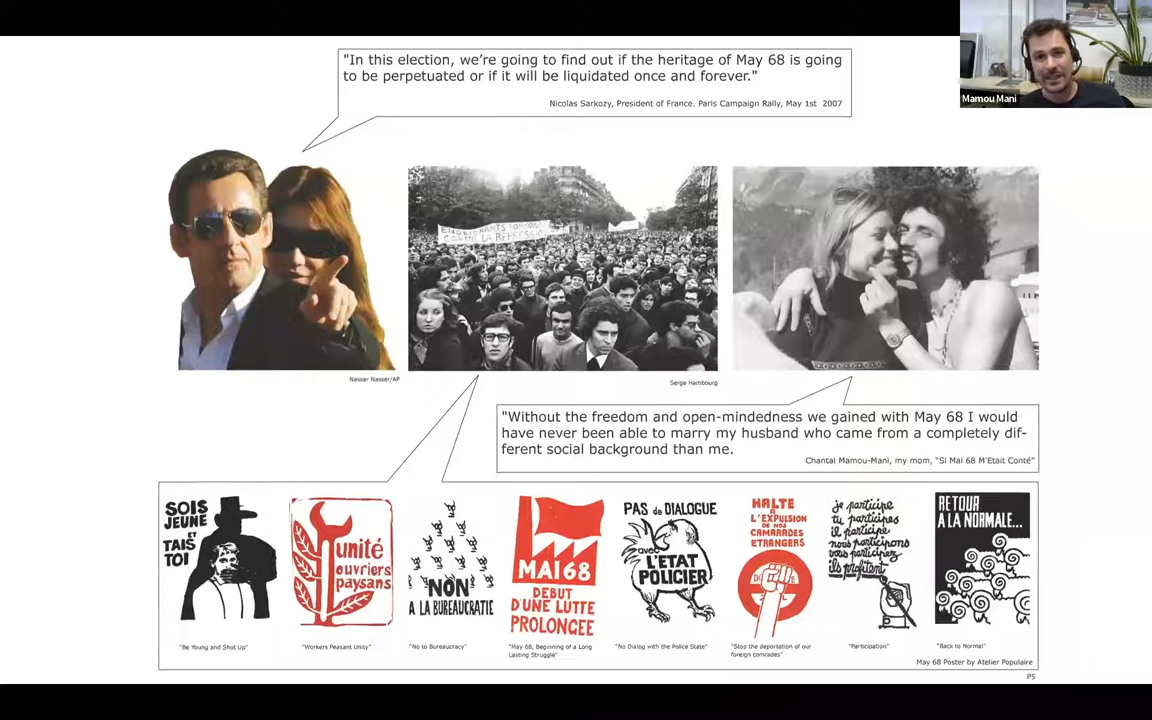 "In this election, we're going to find out if the heritage of May 68 is going
to be perpetuated or if it will be liquidated once and forever."
Nicolas Sarkozy, President of France. Paris Campaign Rally, May 1st 2007
Mamou Mani
ENSEIGNANTS
CONTRE LA REPRESSION
Nasser Nasser/AP
Serge Hambourg
"Without the freedom and open-mindedness we gained with May 68 I would
have never been able to marry my husband who came from a completely dif-
ferent social background than me.
Chantal Mamou-Mani, my mom, "Si Mai 68 M'Etait Conté"
SOIS
JEUNE
ET
TAIS
TOI
unité
ouvriers
paysans
NON
A LA BUREAUCRATIE
MAI 68
DEBUT
D'UNE LUTTE
PROLONGEE
PAS de DIALOGUE
avec
L'ETAT
POLICIER
HALTE
A
L'EXPULSION
DE NOS
CAMARADES
ETRANGERS
je participe
tu participes
il participe
nous participons
vous participez
ils profitent
RETOUR
A LA NORMALE...
"Be Young and Shut Up"
"Workers Peasant Unity"
"No to Bureaucracy"
"May 68, Beginning of a Long
Lasting Struggle"
"No Dialog with the Police State"
"Stop the deportation of our
foreign comrades"
"Participation"
"Back to Normal"
May 68 Poster by Atelier Populaire
P5